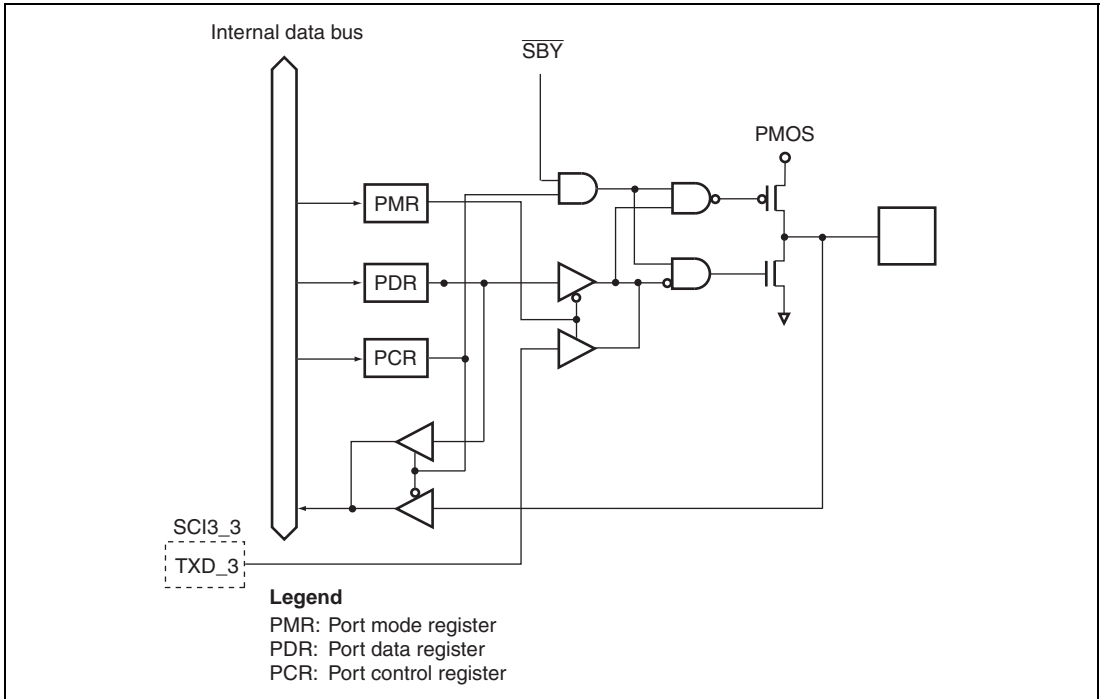 Internal data bus
SBY
PMOS
PMR
PDR
PCR
SCI3_3
TXD_3
Legend
PMR: Port mode register
PDR: Port data register
PCR: Port control register